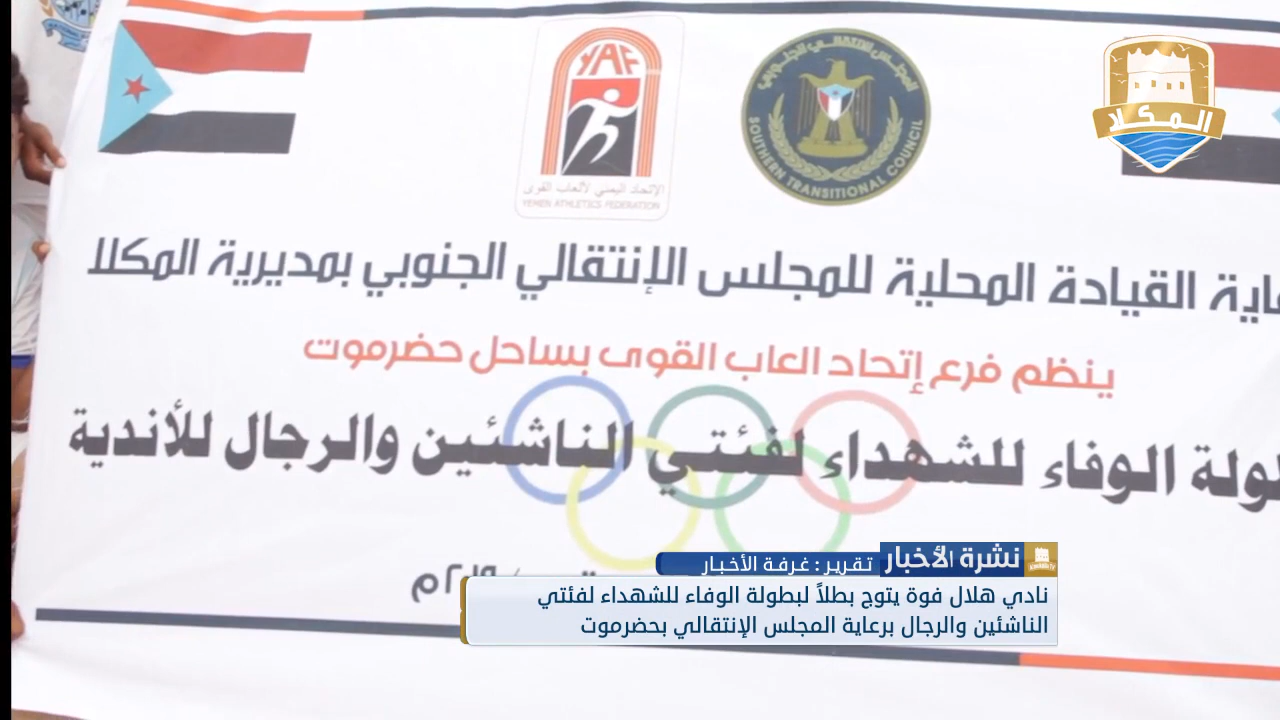 YAF
الإتحاد اليمني لألعاب القوى
YEMEN ATHLETICS FEDERATION
المجلس الإنتقالي الجنوبي
SOUTHERN TRANSITIONAL COUNCIL
المكلا
القيادة المحلية للمجلس الإنتقالي الجنوبي بمديرية المكلا
ينظم فرع إتحاد العاب القوى بساحل حضرموت
الوفاء للشهداء لفئتي الناشئين والرجال للأندية
نشرة الأخبار
تقرير : غرفة الأخبار
نادي هلال فوة يتوج بطلاً لبطولة الوفاء للشهداء لفئتي
الناشئين والرجال برعاية المجلس الإنتقالي بحضرموت